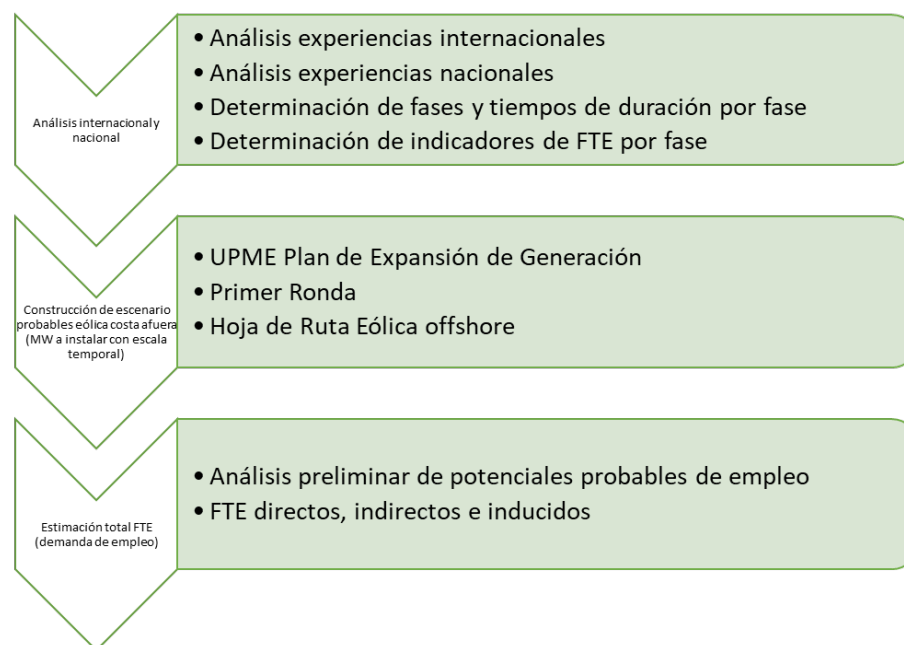 • Análisis experiencias internacionales
• Análisis experiencias nacionales
• Determinación de fases y tiempos de duración por fase
• Determinación de indicadores de FTE por fase
Análisis internacional y
nacional
• UPME Plan de Expansión de Generación
• Primer Ronda
• Hoja de Ruta Eólica offshore
Construcción de escenario
probables eólica costa afuera
(MW a instalar con escala
temporal)
• Análisis preliminar de potenciales probables de empleo
• FTE directos, indirectos e inducidos
Estimación total FTE
(demanda de empleo)